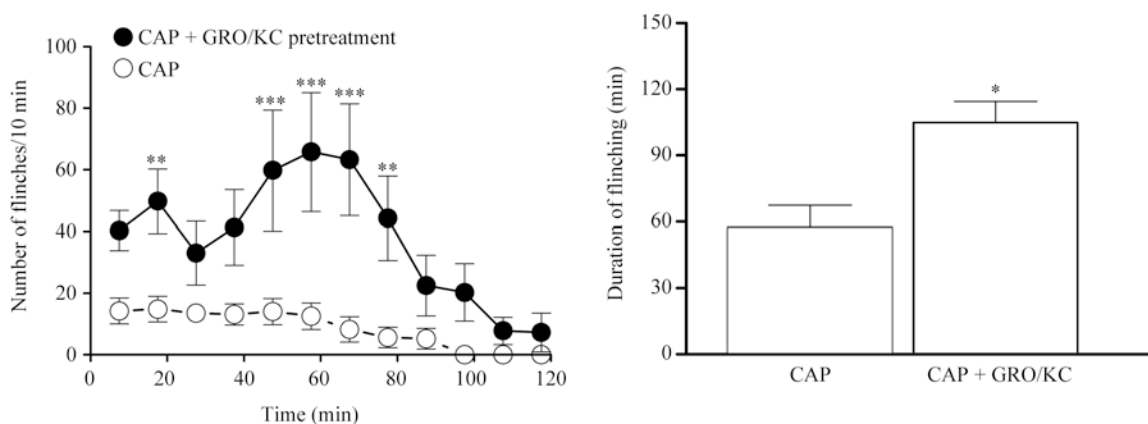 CAP + GRO/KC pretreatment
CAP
Number of flinches/10 min
100
80
60
40
20
0
**
***
***
***
**
0 20 40 60 80 100 120
Time (min)
Duration of flinching (min)
150
120
90
60
30
0
*
CAP CAP + GRO/KC